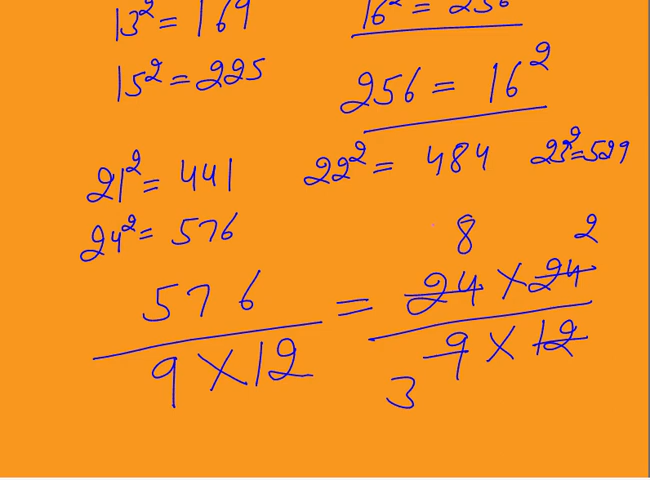 13² = 169 16² = 256
15² = 225 256 = 16²
21² = 441 22² = 484 23² = 529
24² = 576
8 2
576 = 24 × 24
9 × 12 9 × 12
3